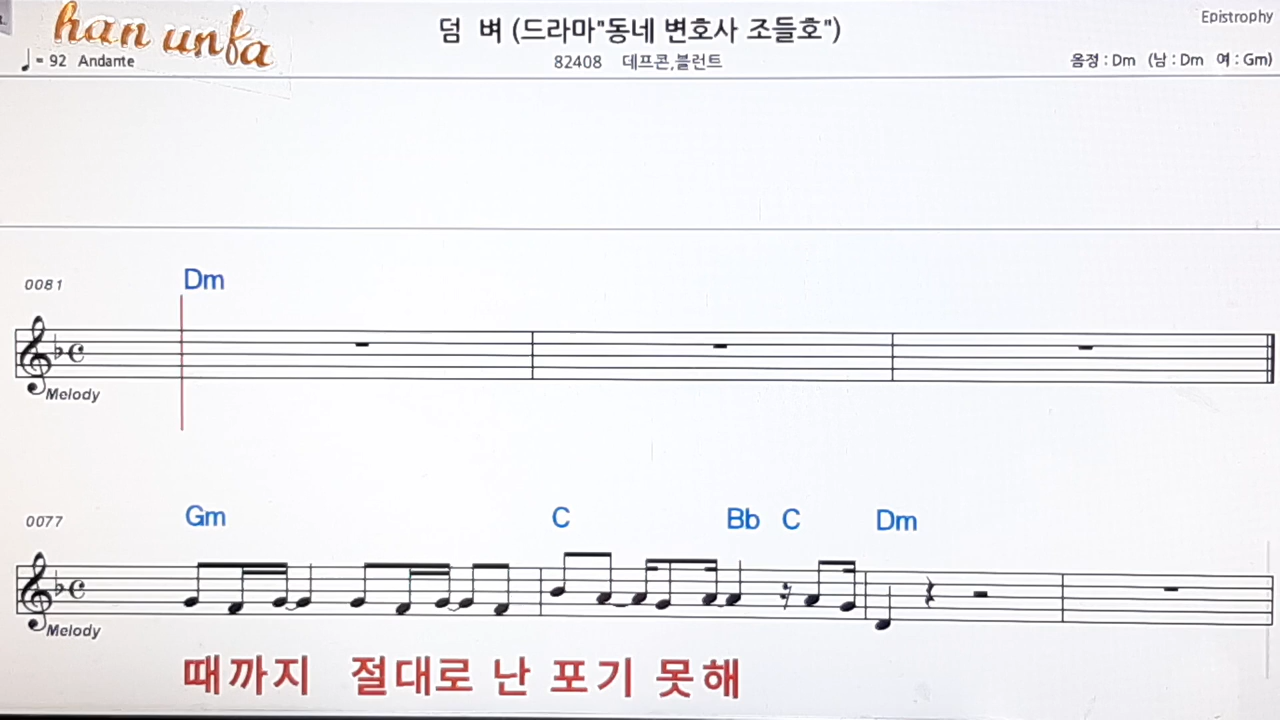 han unfa
덤 벼 (드라마"동네 변호사 조들호")
Epistrophy
♩ = 92 Andante
82408 데프콘,블런트
음정 : Dm (남 : Dm 여 : Gm)
0081
Dm
Melody
0077
Gm C Bb C Dm
Melody
때까지 절대로 난 포기 못해